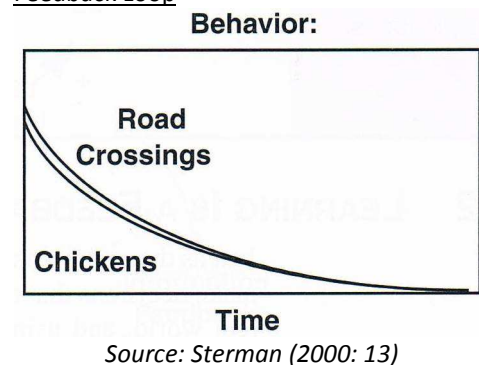 Feedback Loop
Behavior:
Road
Crossings
Chickens
Time
Source: Sterman (2000: 13)